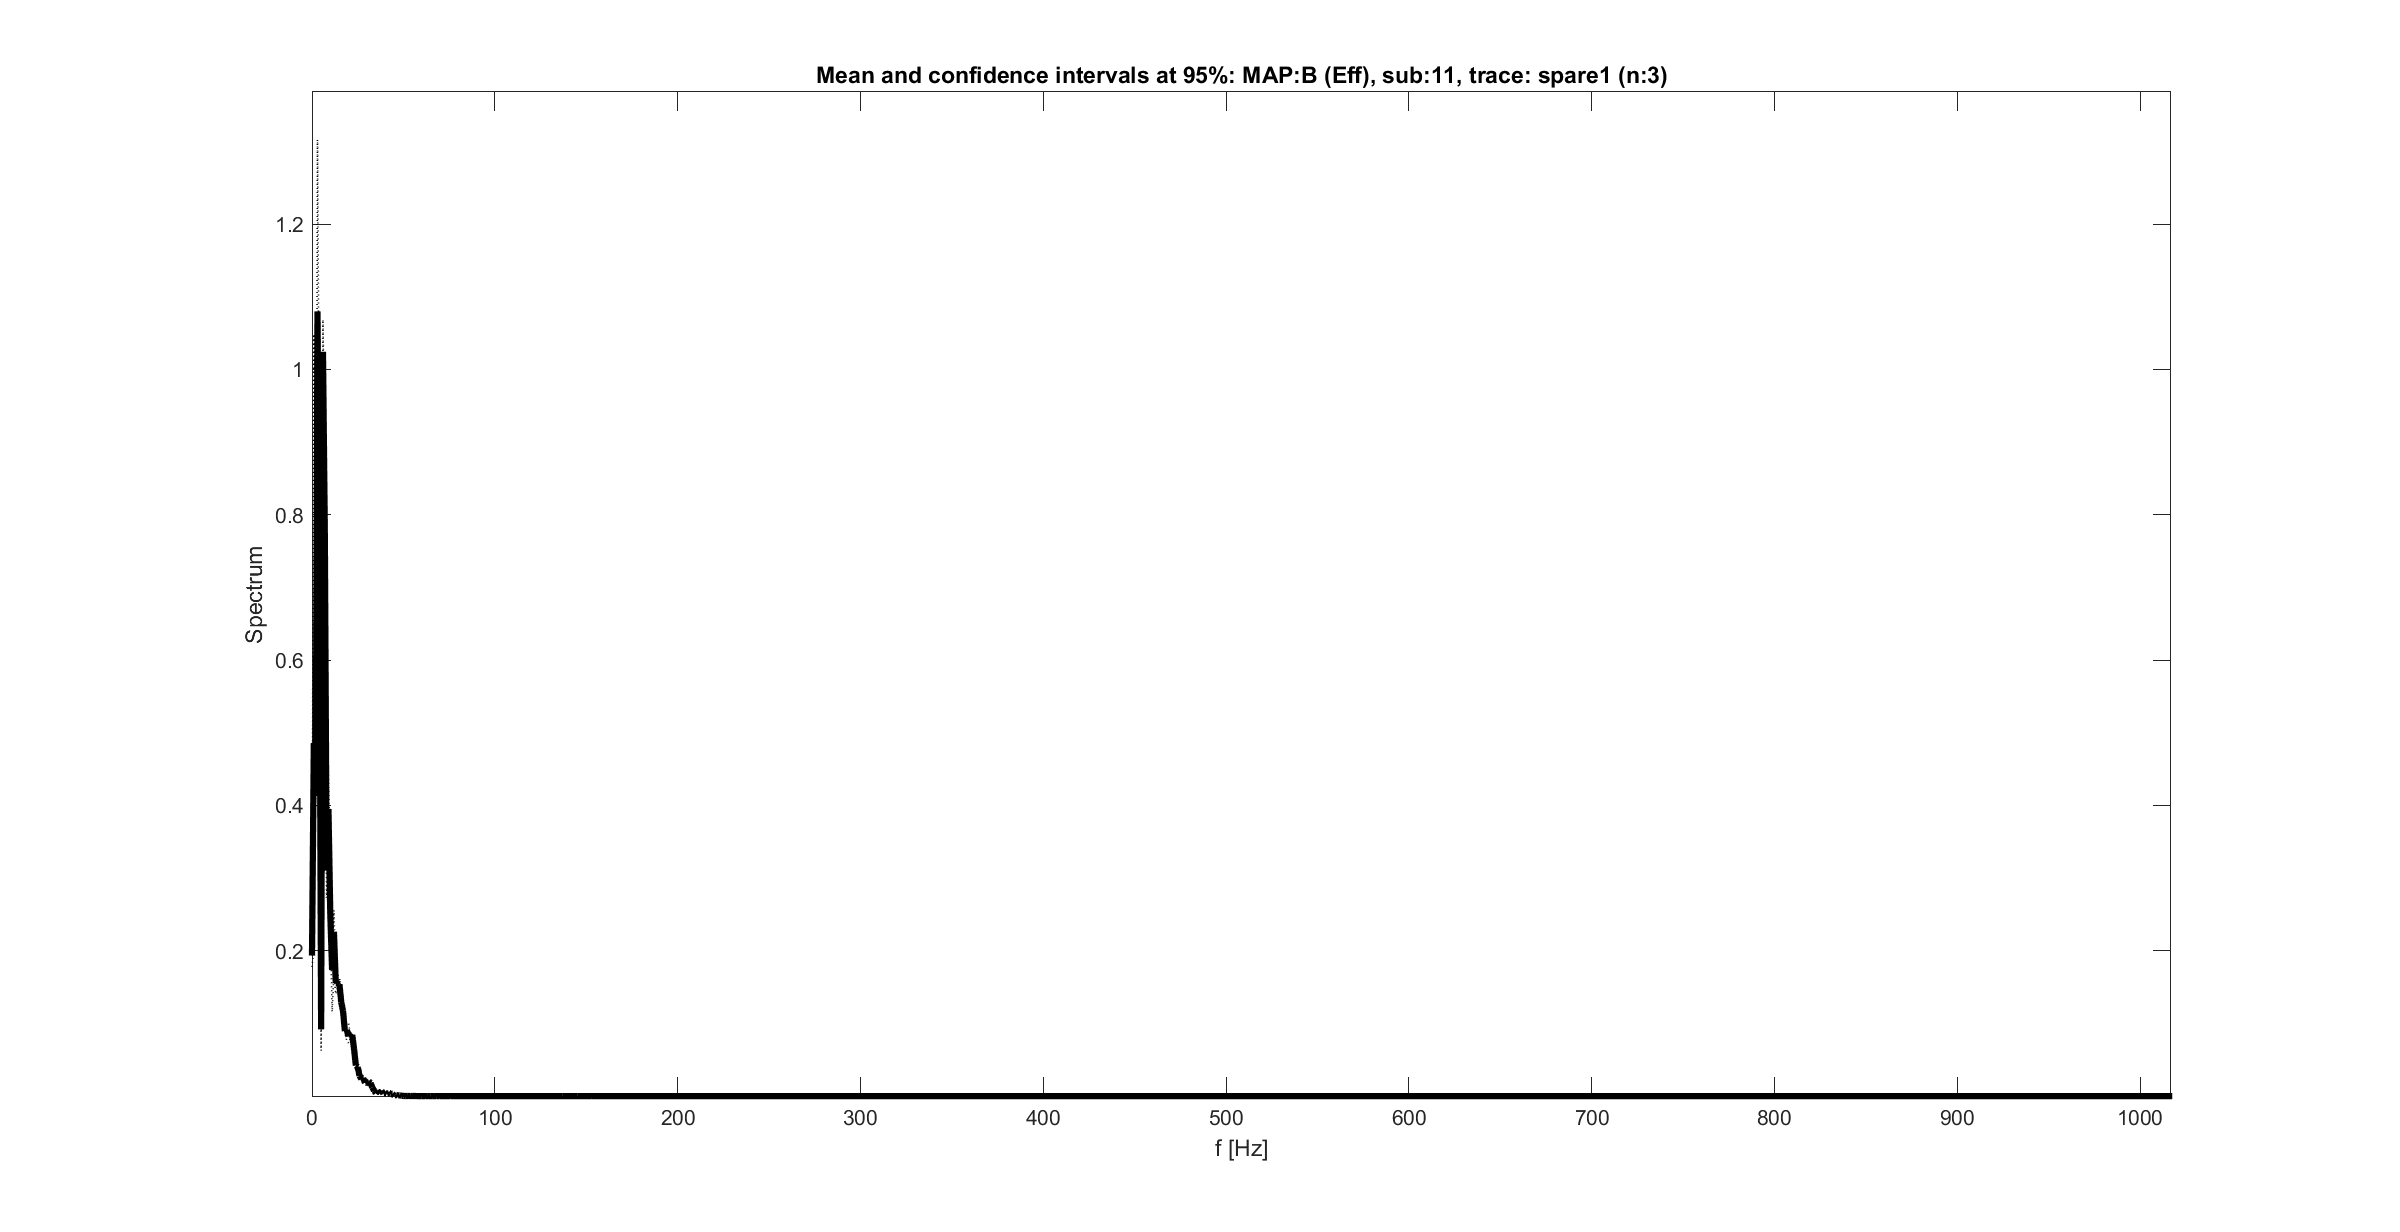 Mean and confidence intervals at 95%: MAP:B (Eff), sub:11, trace: spare1 (n:3)
1.2
1
0.8
0.6
0.4
0.2
Spectrum
0 100 200 300 400 500 600 700 800 900 1000
f [Hz]